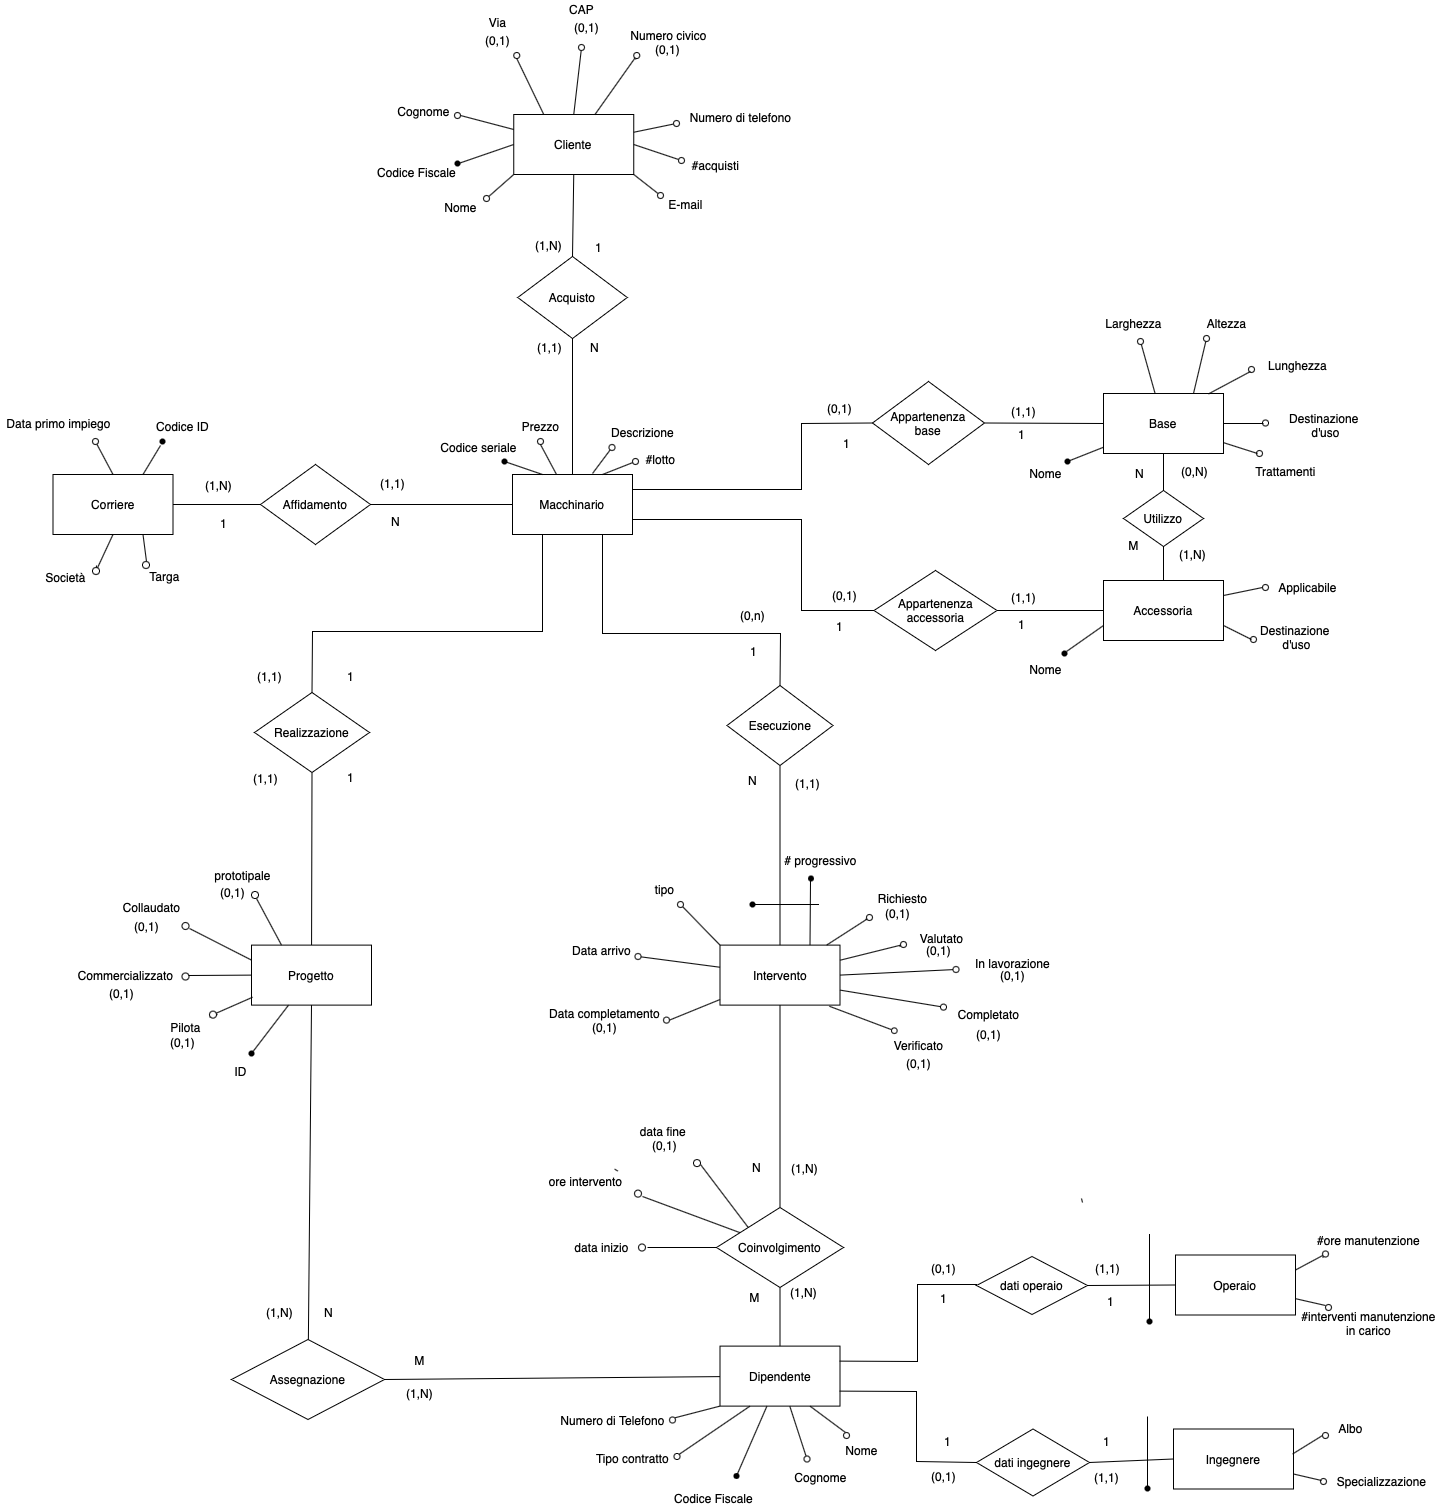 CAP
Via
(0,1)
(0,1)
Numero civico
(0,1)
Cognome
Numero di telefono
Cliente
Codice Fiscale
#acquisti
Nome
E-mail
(1,N)
1
Acquisto
(1,1)
N
Larghezza
Altezza
Lunghezza
Data primo impiego
Codice ID
Prezzo
Descrizione
Codice seriale
#lotto
(0,1)
1
Appartenenza
base
(1,1)
1
Base
Destinazione
d'uso
Nome
Trattamenti
N
(0,N)
Corriere
(1,N)
1
Affidamento
(1,1)
N
Macchinario
Utilizzo
M
(1,N)
Società
Targa
(0,1)
1
Appartenenza
accessoria
(1,1)
1
Accessoria
Applicabile
Destinazione
d'uso
Nome
(0,n)
1
(1,1)
1
Realizzazione
Esecuzione
(1,1)
1
N
(1,1)
prototipale
(0,1)
Collaudato
(0,1)
Commercializzato
(0,1)
Progetto
Pilota
(0,1)
ID
# progressivo
tipo
Richiesto
(0,1)
Data arrivo
Valutato
(0,1)
Intervento
In lavorazione
(0,1)
Data completamento
(0,1)
Completato
(0,1)
Verificato
(0,1)
data fine
(0,1)
N
(1,N)
ore intervento
data inizio
Coinvolgimento
M
(1,N)
(0,1)
1
dati operaio
(1,1)
1
Operaio
#ore manutenzione
#interventi manutenzione
in carico
(1,N)
N
Assegnazione
M
(1,N)
Dipendente
Numero di Telefono
Tipo contratto
Codice Fiscale
Cognome
Nome
1
(0,1)
dati ingegnere
1
(1,1)
Ingegnere
Albo
Specializzazione